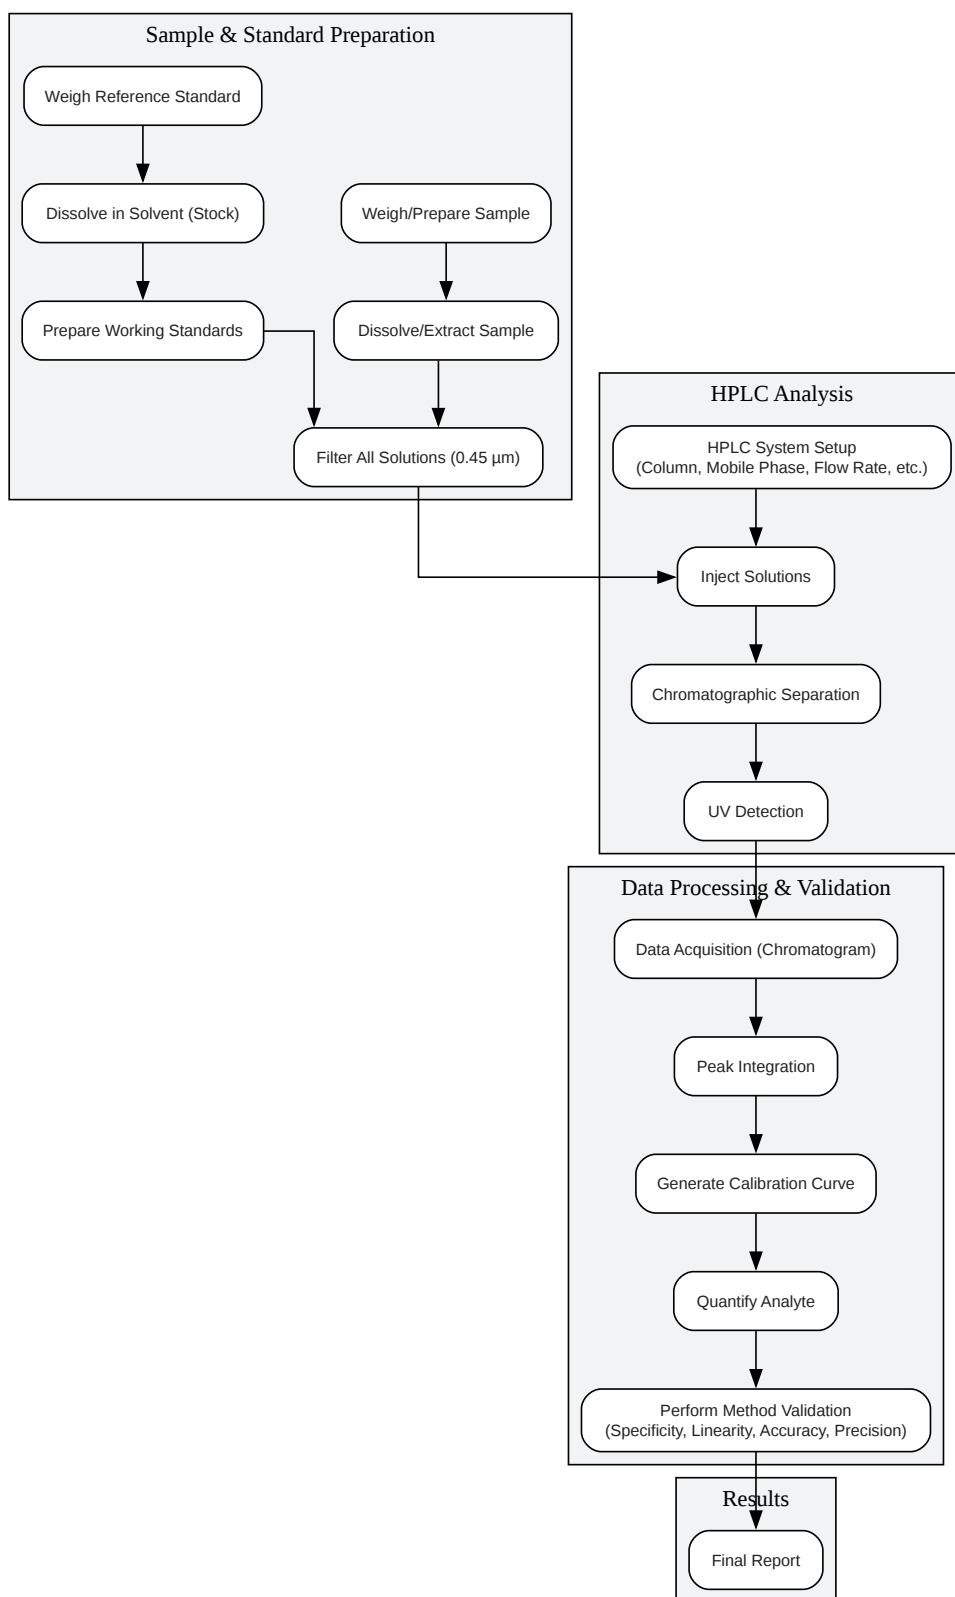 Sample & Standard Preparation
Weigh Reference Standard
Dissolve in Solvent (Stock)
Weigh/Prepare Sample
Prepare Working Standards
Dissolve/Extract Sample
Filter All Solutions (0.45 µm)
HPLC Analysis
HPLC System Setup
(Column, Mobile Phase, Flow Rate, etc.)
Inject Solutions
Chromatographic Separation
UV Detection
Data Processing & Validation
Data Acquisition (Chromatogram)
Peak Integration
Generate Calibration Curve
Quantify Analyte
Perform Method Validation
(Specificity, Linearity, Accuracy, Precision)
Results
Final Report